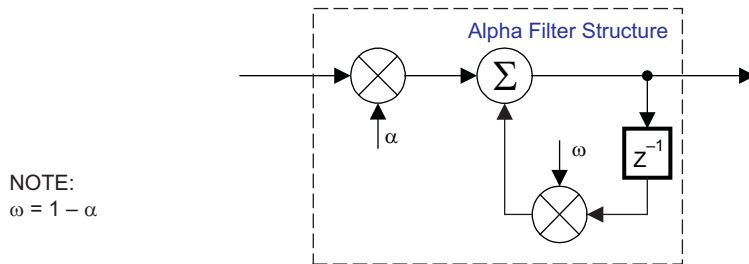 Alpha Filter Structure
Σ
α
ω
Z⁻¹
NOTE:
ω = 1 – α